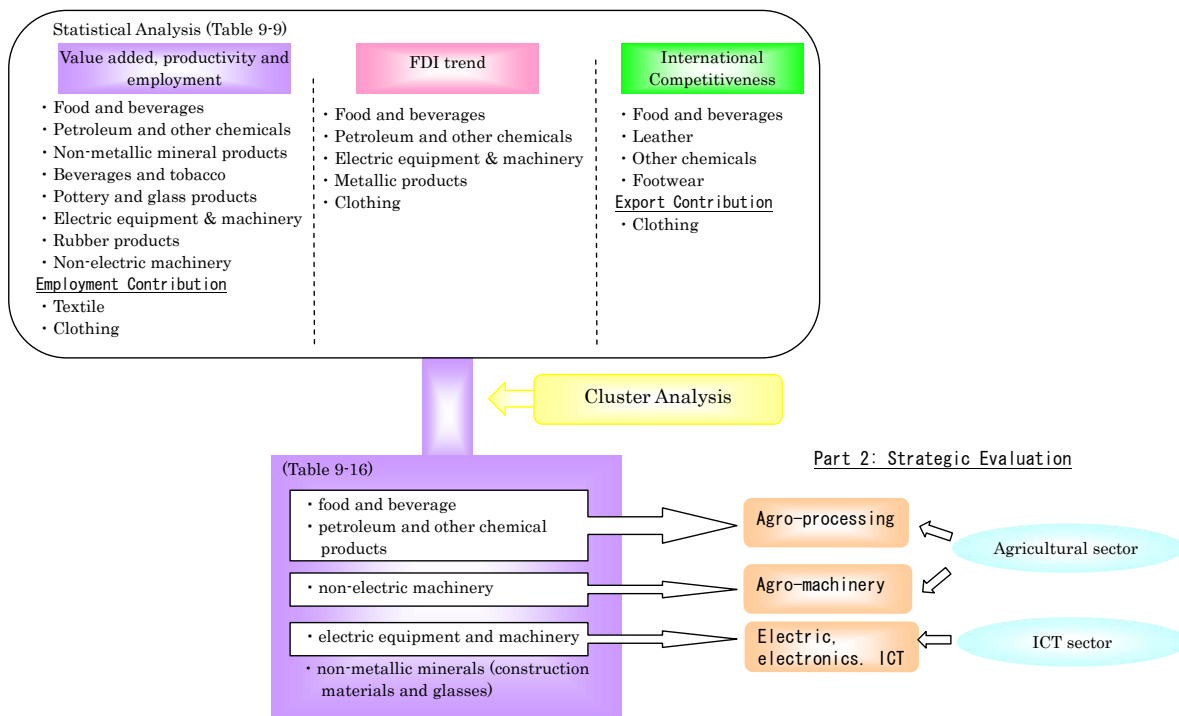 Statistical Analysis (Table 9-9)
Value added, productivity and
employment
・Food and beverages
・Petroleum and other chemicals
・Non-metallic mineral products
・Beverages and tobacco
・Pottery and glass products
・Electric equipment & machinery
・Rubber products
・Non-electric machinery
Employment Contribution
・Textile
・Clothing
FDI trend
・Food and beverages
・Petroleum and other chemicals
・Electric equipment & machinery
・Metallic products
・Clothing
International
Competitiveness
・Food and beverages
・Leather
・Other chemicals
・Footwear
Export Contribution
・Clothing
Cluster Analysis
(Table 9-16)
・food and beverage
・petroleum and other chemical
products
・non-electric machinery
・electric equipment and machinery
・non-metallic minerals (construction
materials and glasses)
Part 2: Strategic Evaluation
Agro-processing
Agro-machinery
Electric,
electronics. ICT
Agricultural sector
ICT sector